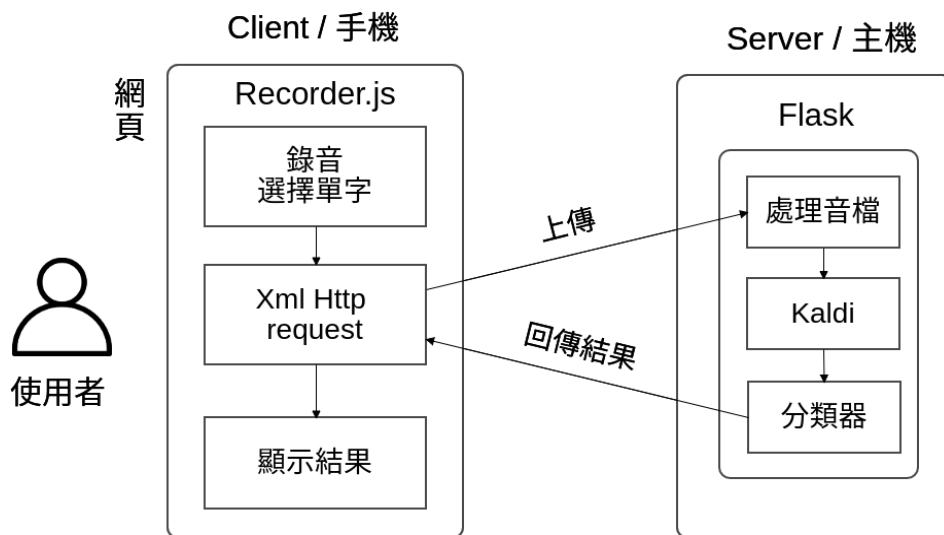 Client / 手機
Server / 主機
網
頁
Recorder.js
錄音
選擇單字
Xml Http
request
顯示結果
使用者
上傳
回傳結果
Flask
處理音檔
Kaldi
分類器